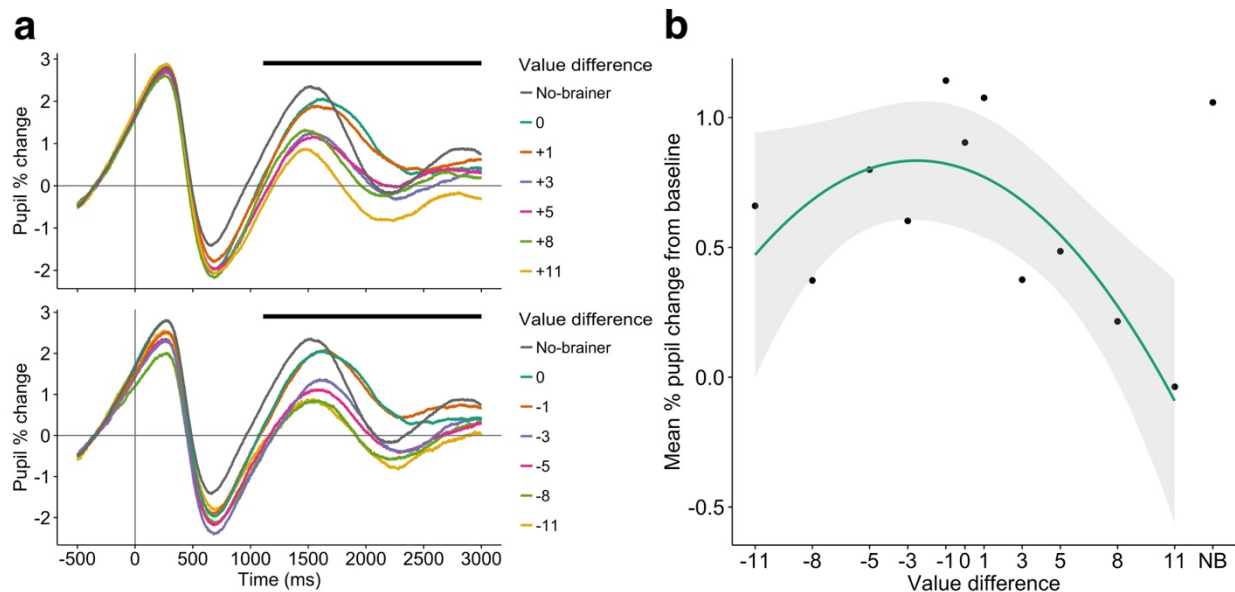 a
Pupil % change
3
2
1
0
-1
-2
Value difference
No-brainer
0
+1
+3
+5
+8
+11
Pupil % change
3
2
1
0
-1
-2
Value difference
No-brainer
0
-1
-3
-5
-8
-11
-500 0 500 1000 1500 2000 2500 3000
Time (ms)
b
Mean % pupil change from baseline
1.0
0.5
0.0
-0.5
-11 -8 -5 -3 -1 0 1 3 5 8 11 NB
Value difference